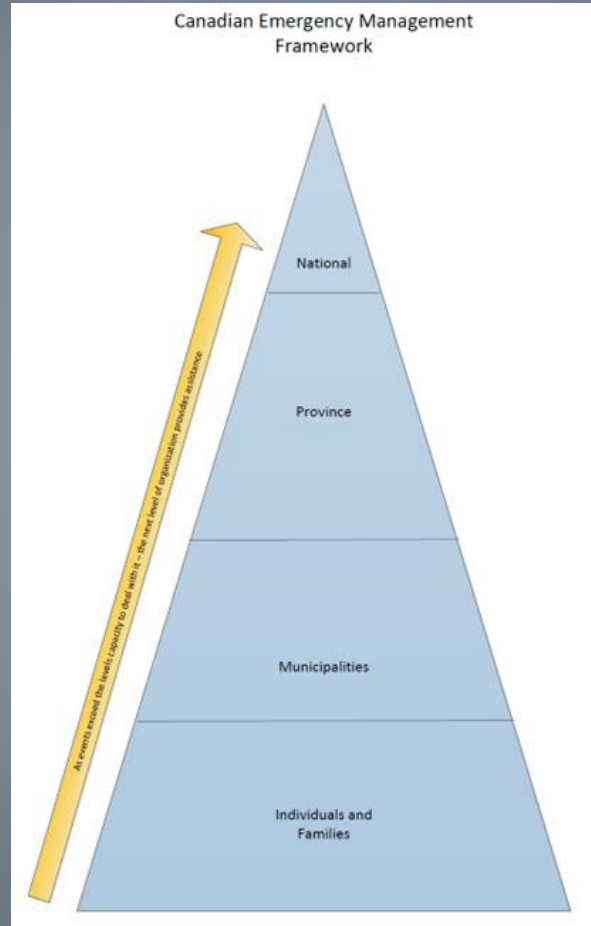 Canadian Emergency Management
Framework
National
Province
Municipalities
Individuals and
Families
As events exceed the levels capacity to deal with it – the next level of organization provides assistance